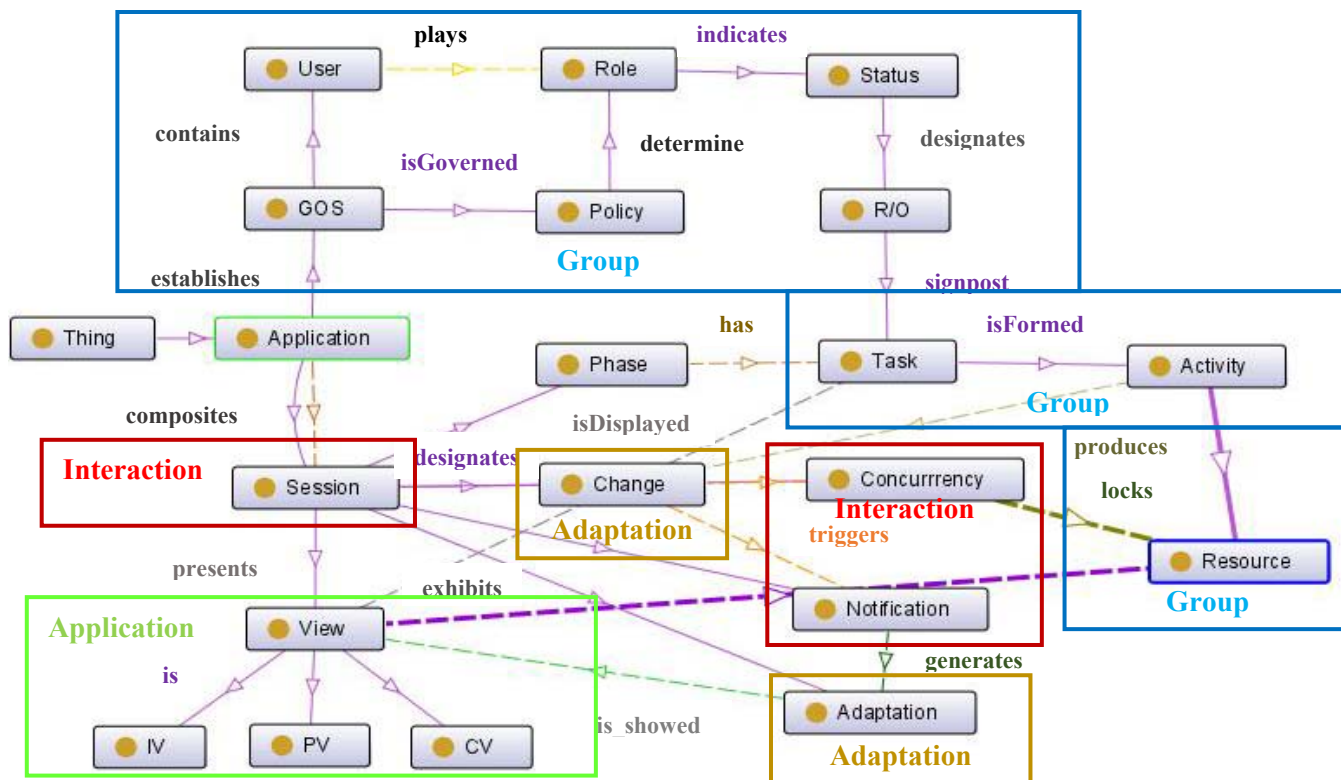 plays
indicates
User
Role
Status
contains
determine
designates
isGoverned
GOS
Policy
R/O
Group
establishes
signpost
Thing
Application
has
isFormed
Phase
Task
Activity
Group
composites
isDisplayed
Interaction
designates
produces
Session
Change
Concurrrency
locks
Adaptation
Interaction
triggers
Resource
presents
exhibits
Group
Application
View
Notification
is
generates
is_showed
Adaptation
IV
PV
CV
Adaptation